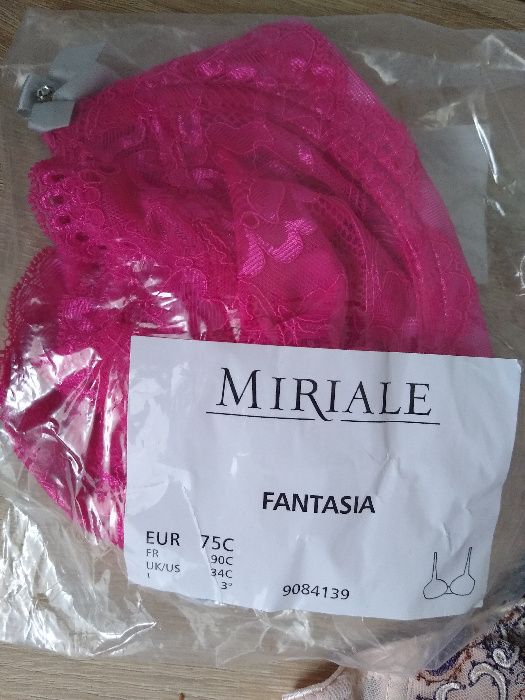 MIRIALE
FANTASIA
EUR 75C
FR 90C
UK/US 34C
I 3"
9084139